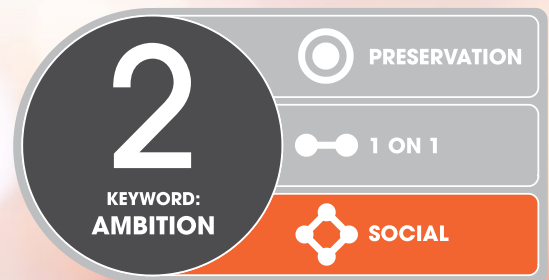 2
KEYWORD:
AMBITION
PRESERVATION
1 ON 1
SOCIAL